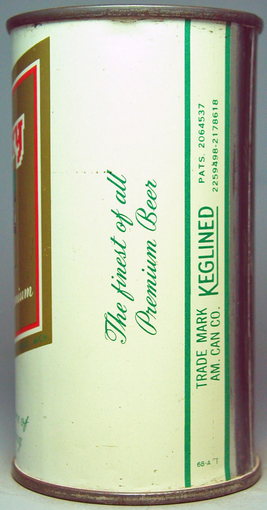 The finest of all
Premium Beer
TRADE MARK
AM. CAN CO.
KEGLINED
PATS. 2064537
2259498-2178618